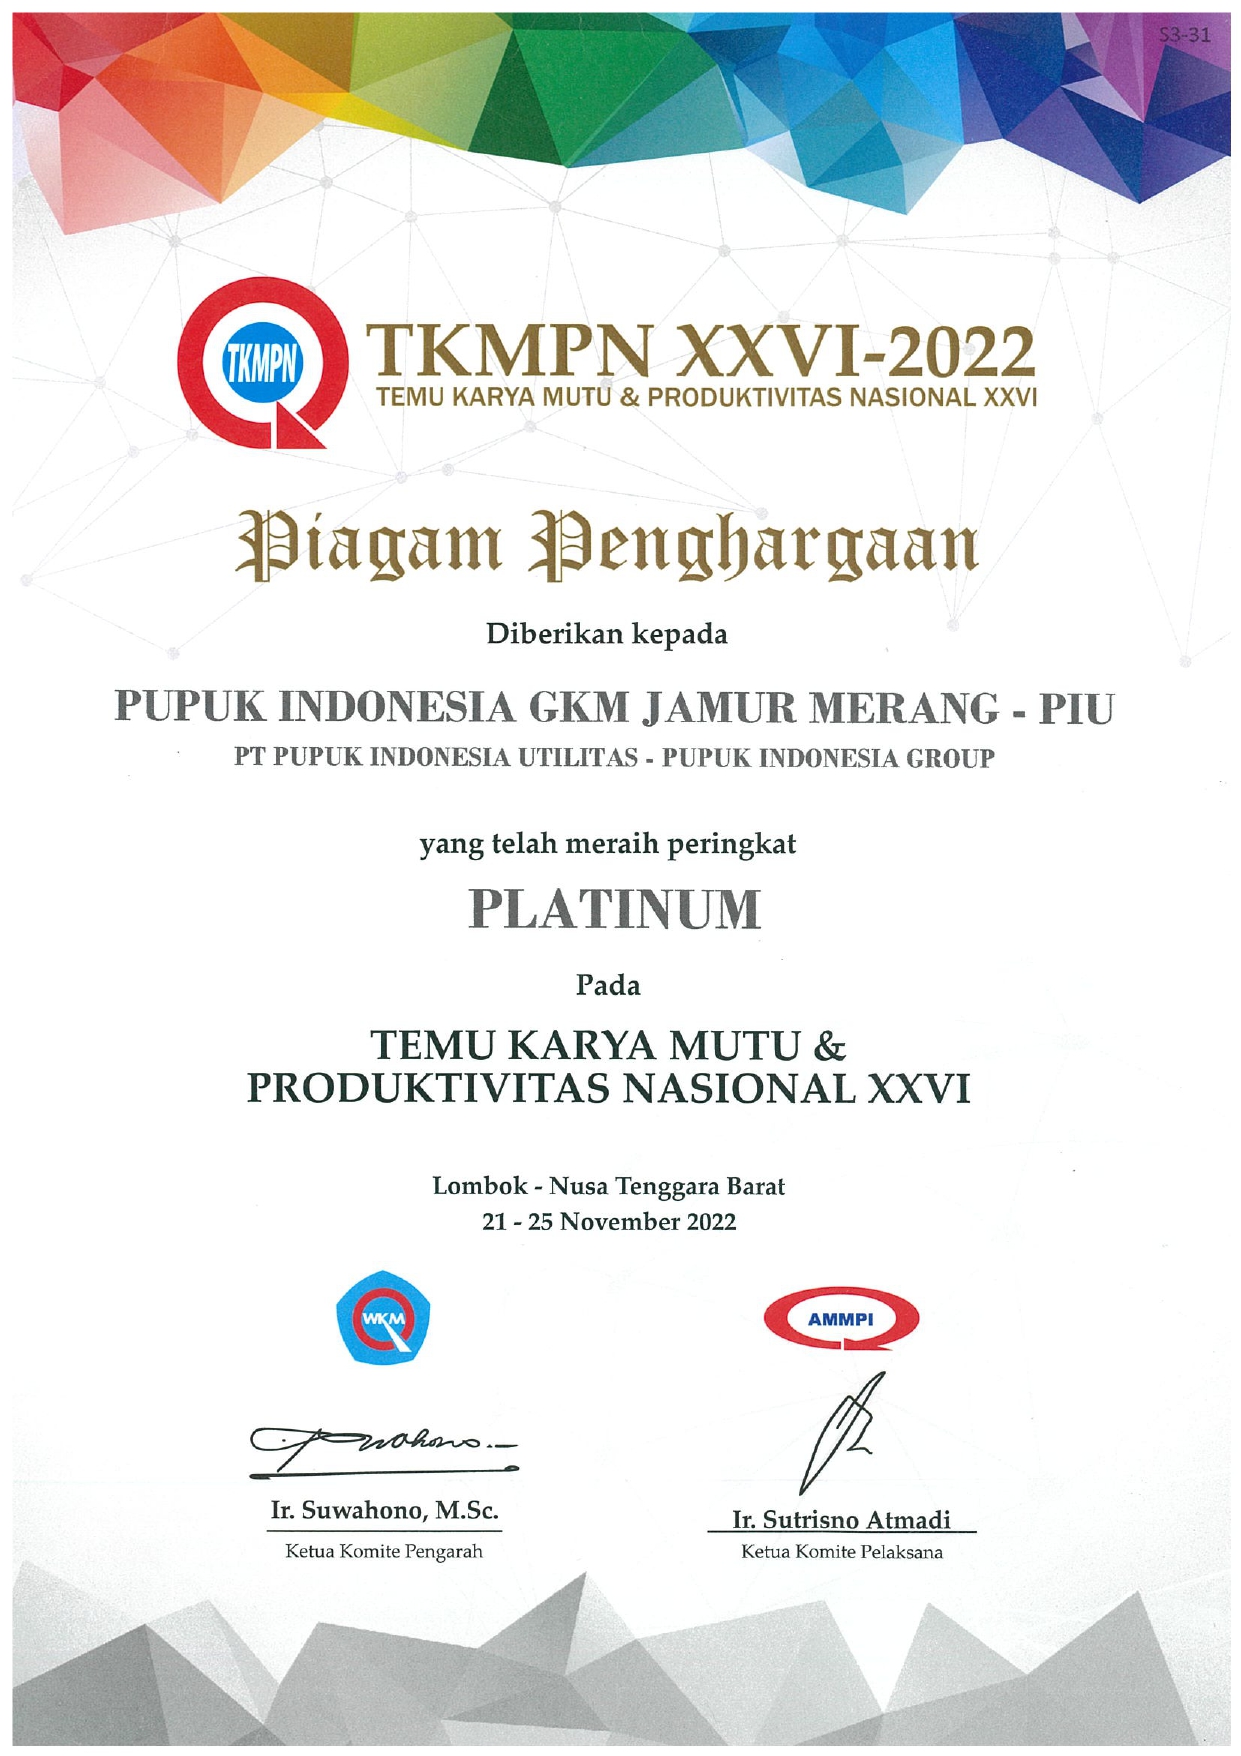 S3-31
TKMPN
TKMPN XXVI-2022
TEMU KARYA MUTU & PRODUKTIVITAS NASIONAL XXVI
Piagam Penghargaan
Diberikan kepada
PUPUK INDONESIA GKM JAMUR MERANG - PIU
PT PUPUK INDONESIA UTILITAS - PUPUK INDONESIA GROUP
yang telah meraih peringkat
PLATINUM
Pada
TEMU KARYA MUTU &
PRODUKTIVITAS NASIONAL XXVI
Lombok - Nusa Tenggara Barat
21 - 25 November 2022
WKM
AMMPI
Ir. Suwahono, M.Sc.
Ir. Sutrisno Atmadi
Ketua Komite Pengarah
Ketua Komite Pelaksana